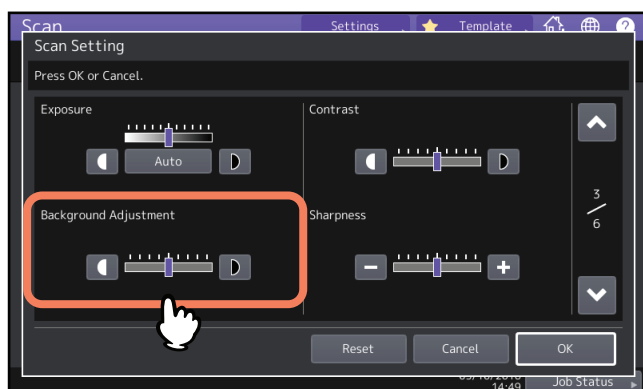 Scan Settings Template ?
Scan Setting
Press OK or Cancel.
Exposure Contrast
Auto
3
6
Background Adjustment Sharpness
Reset Cancel OK
14:49 Job Status